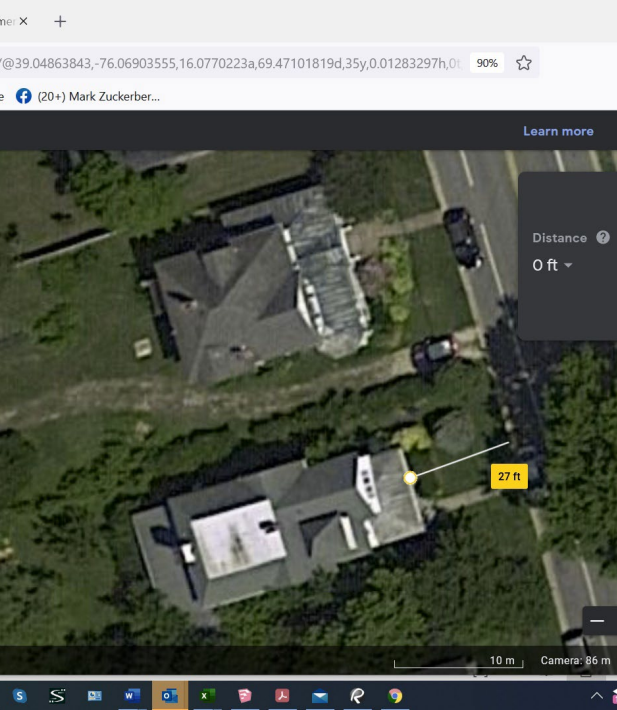 mer
/@39.04863843,-76.06903555,16.0770223a,69.47101819d,35y,0.01283297h,0t
90%
e (20+) Mark Zuckerber...
Learn more
Distance
0 ft
27 ft
10 m Camera: 86 m